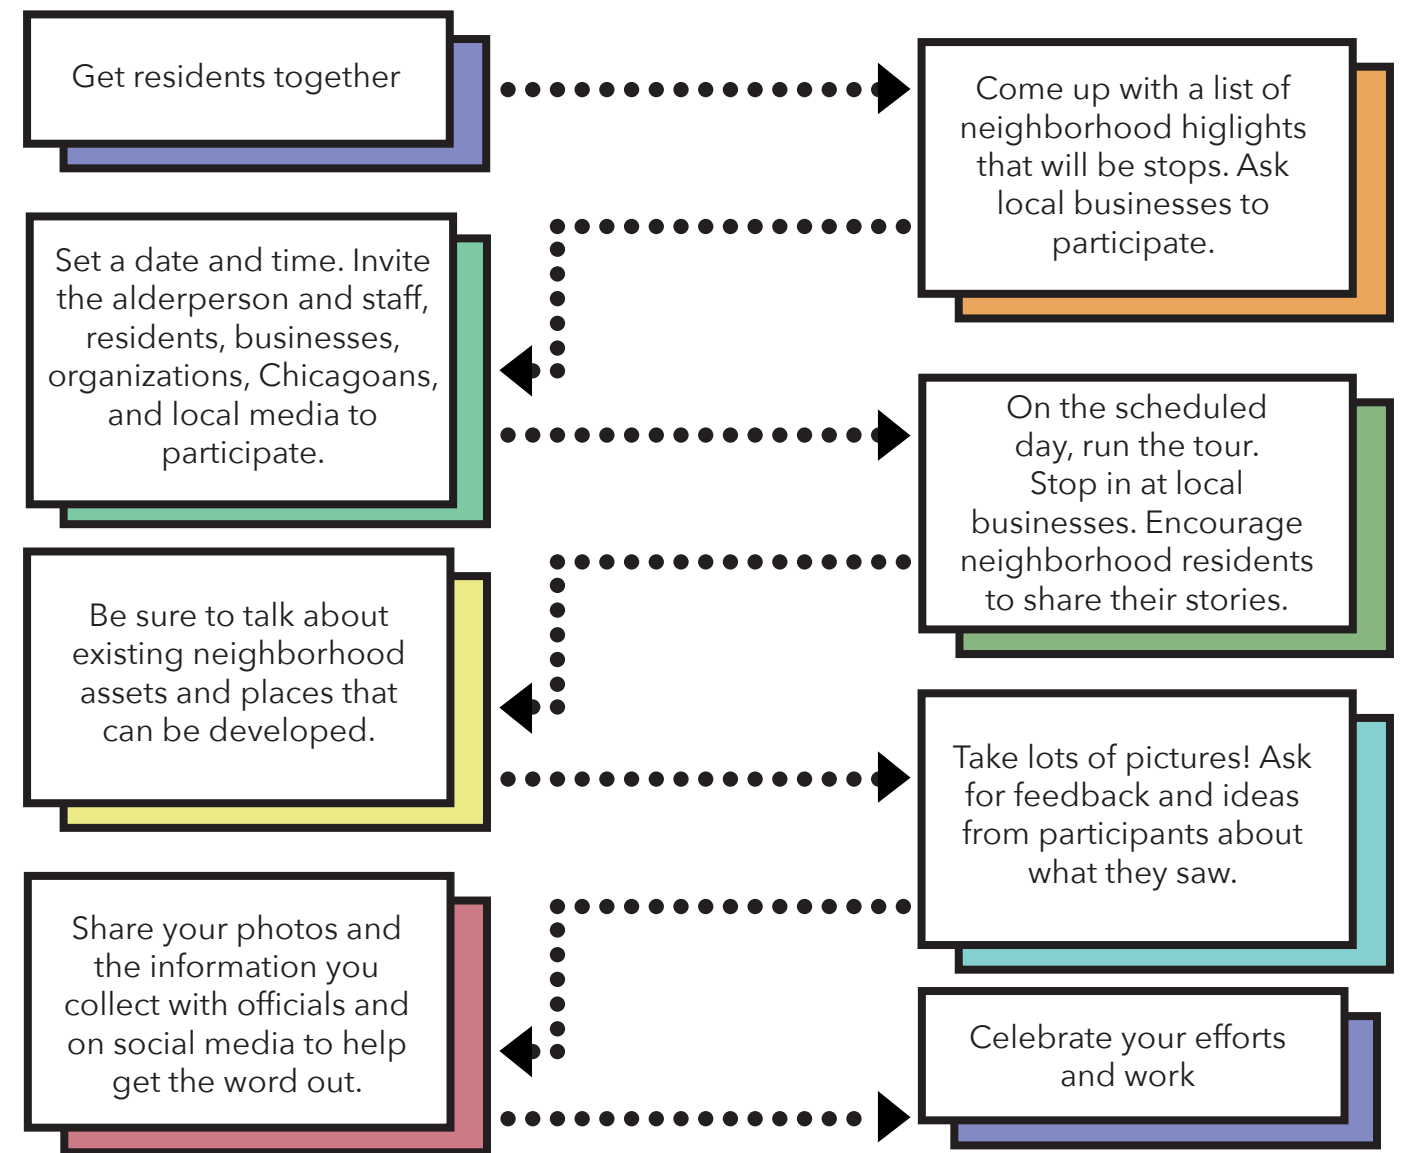 Get residents together
Come up with a list of
neighborhood higlights
that will be stops. Ask
local businesses to
participate.
Set a date and time. Invite
the alderperson and staff,
residents, businesses,
organizations, Chicagoans,
and local media to
participate.
On the scheduled
day, run the tour.
Stop in at local
businesses. Encourage
neighborhood residents
to share their stories.
Be sure to talk about
existing neighborhood
assets and places that
can be developed.
Take lots of pictures! Ask
for feedback and ideas
from participants about
what they saw.
Share your photos and
the information you
collect with officials and
on social media to help
get the word out.
Celebrate your efforts
and work